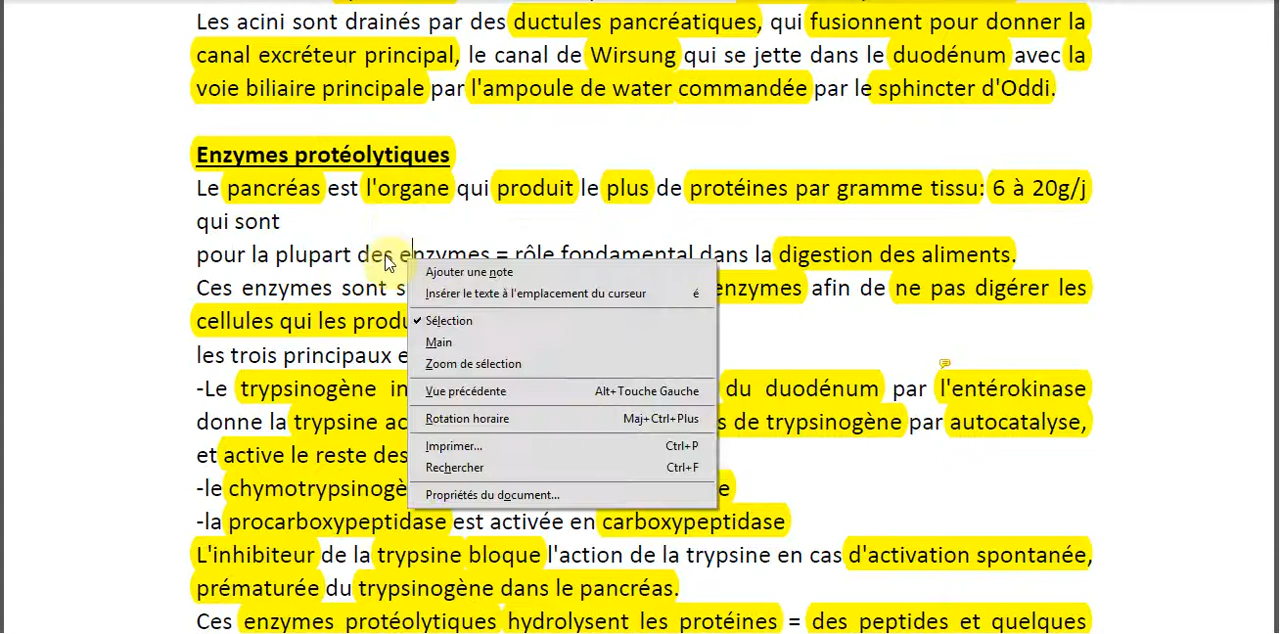 Les acini sont drainés par des ductules pancréatiques, qui fusionnent pour donner la
canal excréteur principal, le canal de Wirsung qui se jette dans le duodénum avec la
voie biliaire principale par l'ampoule de water commandée par le sphincter d'Oddi.
Enzymes protéolytiques
Le pancréas est l'organe qui produit le plus de protéines par gramme tissu: 6 à 20g/j
qui sont
pour la plupart des enzymes = rôle fondamental dans la digestion des aliments.
Ajouter une note
Ces enzymes sont s enzymes afin de ne pas digérer les
Insérer le texte à l'emplacement du curseur é
cellules qui les produ
Sélection
Main
les trois principaux e
Zoom de sélection
-Le trypsinogène in du duodénum par l'entérokinase
Vue précédente Alt+Touche Gauche
donne la trypsine ac s de trypsinogène par autocatalyse,
Rotation horaire Maj+Ctrl+Plus
et active le reste des
Imprimer... Ctrl+P
Rechercher Ctrl+F
-le chymotrypsinogè e
Propriétés du document...
-la procarboxypeptidase est activée en carboxypeptidase
L'inhibiteur de la trypsine bloque l'action de la trypsine en cas d'activation spontanée,
prématurée du trypsinogène dans le pancréas.
Ces enzymes protéolytiques hydrolysent les protéines = des peptides et quelques